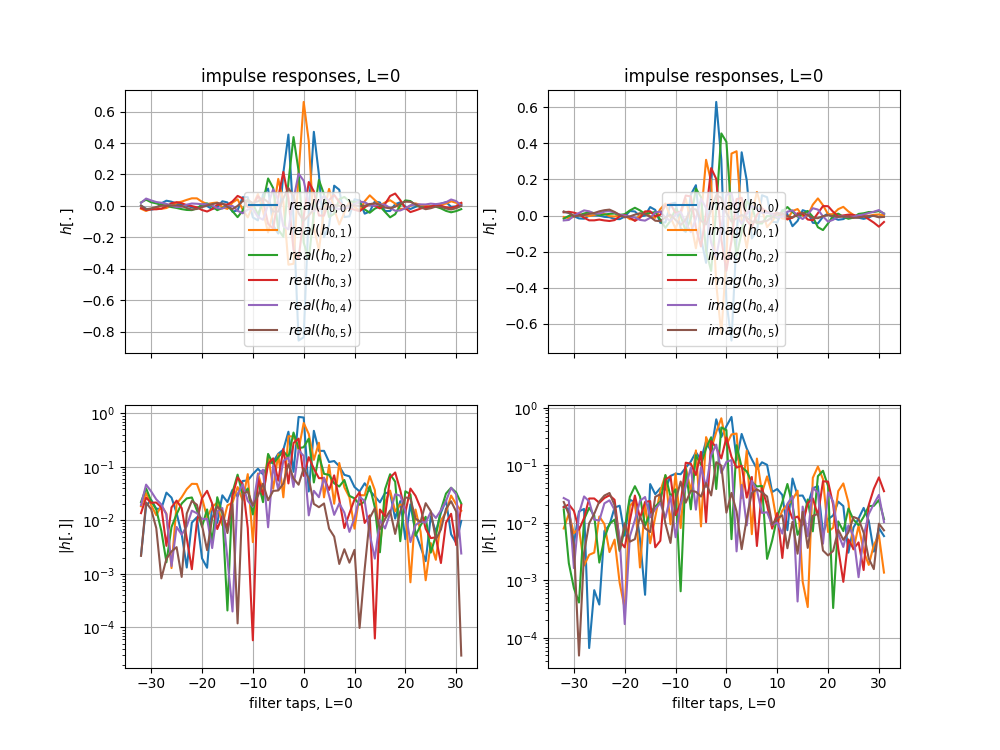 impulse responses, L=0
impulse responses, L=0
0.6
0.4
0.2
0.0
−0.2
−0.4
−0.6
−0.8
h[.]
real(h0,0)
real(h0,1)
real(h0,2)
real(h0,3)
real(h0,4)
real(h0,5)
0.6
0.4
0.2
0.0
−0.2
−0.4
−0.6
h[.]
imag(h0,0)
imag(h0,1)
imag(h0,2)
imag(h0,3)
imag(h0,4)
imag(h0,5)
10^0
10^−1
10^−2
10^−3
10^−4
|h[.]|
−30 −20 −10 0 10 20 30
filter taps, L=0
10^0
10^−1
10^−2
10^−3
10^−4
|h[.]|
−30 −20 −10 0 10 20 30
filter taps, L=0